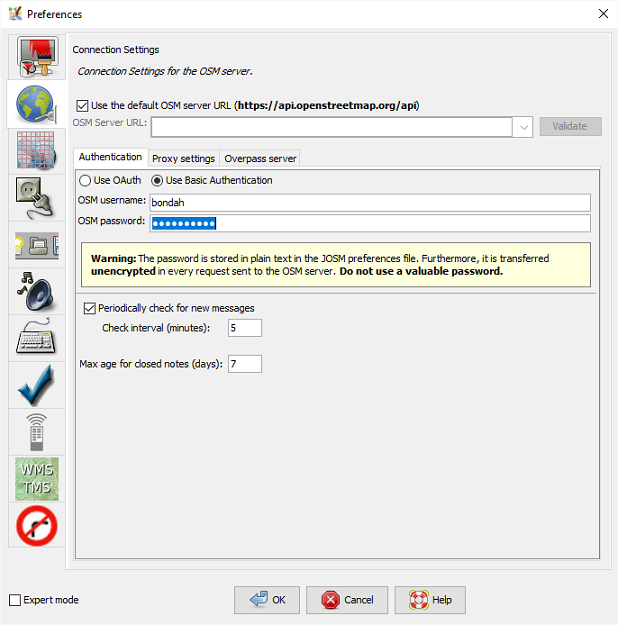 Preferences
Connection Settings
Connection Settings for the OSM server.
Use the default OSM server URL (https://api.openstreetmap.org/api)
OSM Server URL:
Validate
Authentication Proxy settings Overpass server
Use OAuth Use Basic Authentication
OSM username: bondah
OSM password: ●●●●●●●●●●
Warning: The password is stored in plain text in the JOSM preferences file. Furthermore, it is transferred
unencrypted in every request sent to the OSM server. Do not use a valuable password.
Periodically check for new messages
Check interval (minutes): 5
Max age for closed notes (days): 7
WMS
TMS
Expert mode
OK Cancel Help